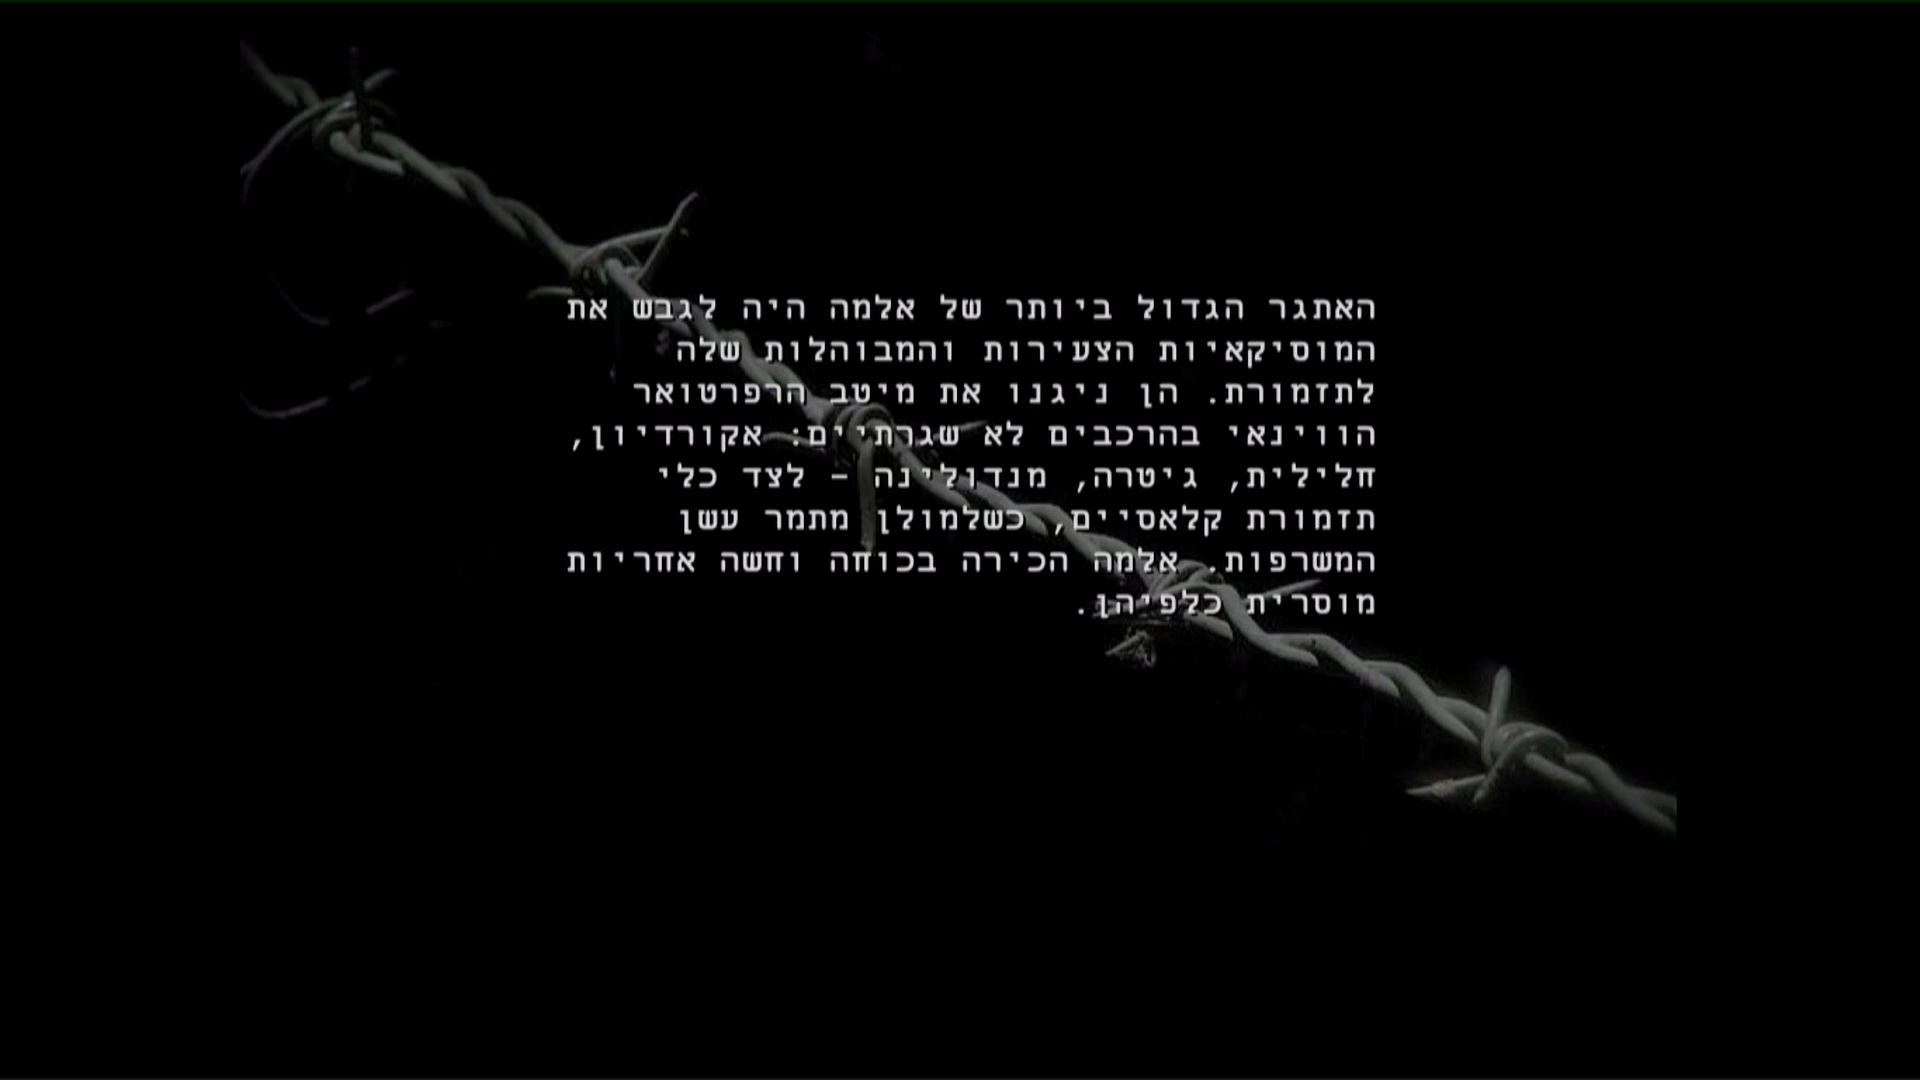 האתגר הגדול ביותר של אלמה היה לגבש את
המוסיקאיות הצעירות והמבוהלות שלה
לתזמורת. הן ניגנו את מיטב הרפרטואר
הווינאי בהרכבים לא שגרתיים: אקורדיון,
חלילית, גיטרה, מנדולינה - לצד כלי
תזמורת קלאסיים, כשלמולן מתמר עשן
המשרפות. אלמה הכירה בכוחה וחשה אחריות
מוסרית כלפיהן.